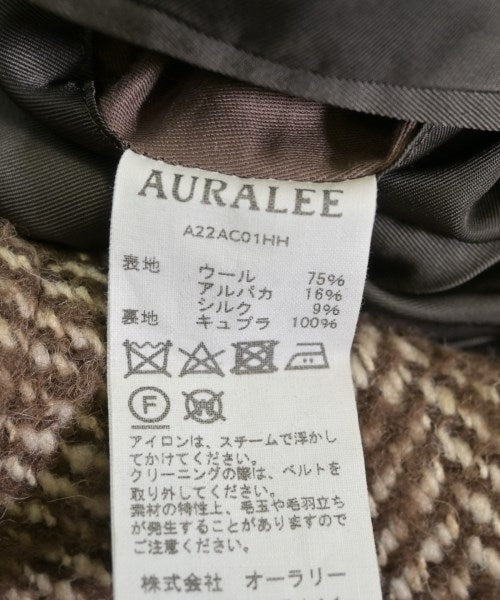 AURALEE
A22AC01HH
表地 ウール 75%
アルパカ 16%
シルク 9%
裏地 キュプラ 100%
F W
アイロンは、スチームで浮かし
てかけてください。
クリーニングの際は、ベルトを
取り外してください。
素材の特性上、毛玉や毛羽立ち
が発生することがありますので
ご注意ください。
株式会社 オーラリー